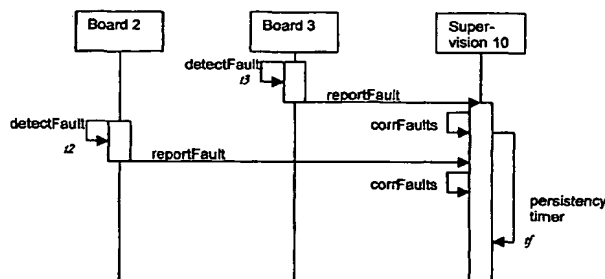 Board 2
Board 3
Super-
vision 10
detectFault
t3
reportFault
corrFaults
detectFault
t2
reportFault
corrFaults
persistency
timer
tf